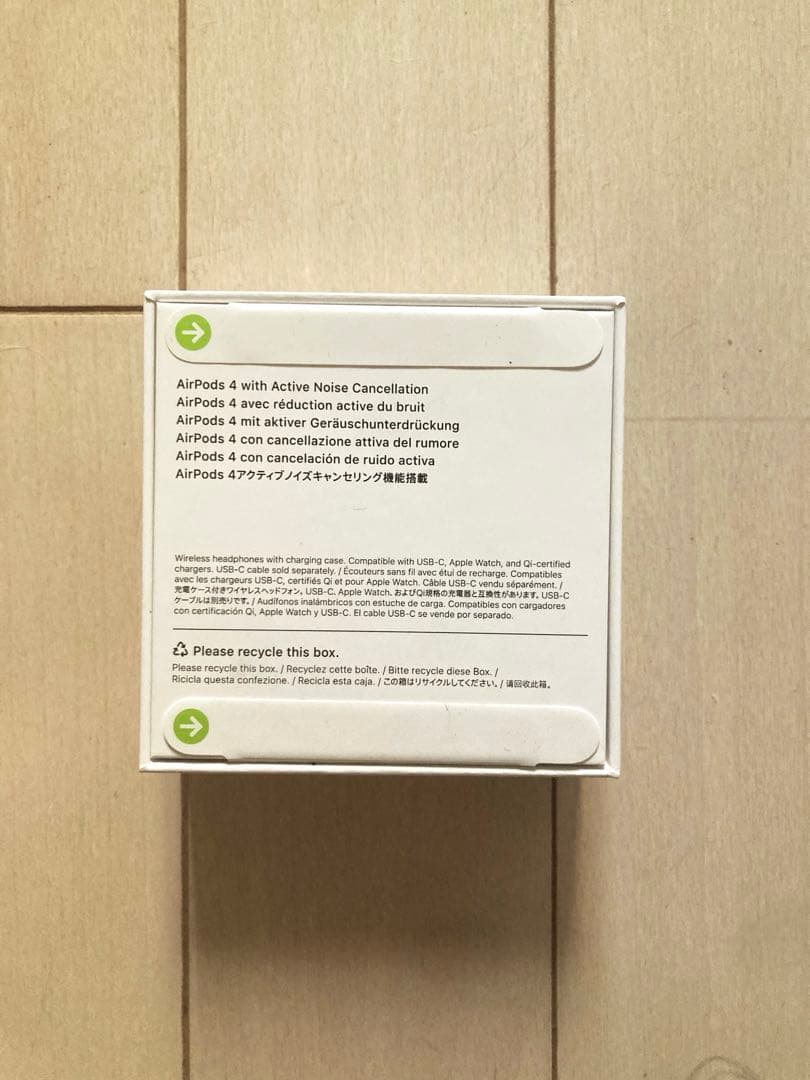 AirPods 4 with Active Noise Cancellation
AirPods 4 avec réduction active du bruit
AirPods 4 mit aktiver Geräuschunterdrückung
AirPods 4 con cancellazione attiva del rumore
AirPods 4 con cancelación de ruido activa
AirPods 4アクティブノイズキャンセリング機能搭載
Wireless headphones with charging case. Compatible with USB-C, Apple Watch, and Qi-certified
chargers. USB-C cable sold separately. / Écouteurs sans fil avec étui de recharge. Compatibles
avec les chargeurs USB-C, certifiés Qi et pour Apple Watch. Câble USB-C vendu séparément. /
充電ケース付きワイヤレスヘッドフォン。USB-C、Apple Watch、およびQi規格の充電器と互換性があります。USB-C
ケーブルは別売りです。/ Audífonos inalámbricos con estuche de carga. Compatibles con cargadores
con certificación Qi, Apple Watch y USB-C. El cable USB-C se vende por separado.
Please recycle this box.
Please recycle this box. / Recyclez cette boîte. / Bitte recycle diese Box. /
Ricicla questa confezione. / Recicla esta caja. / この箱はリサイクルしてください。/ 请回收此箱。